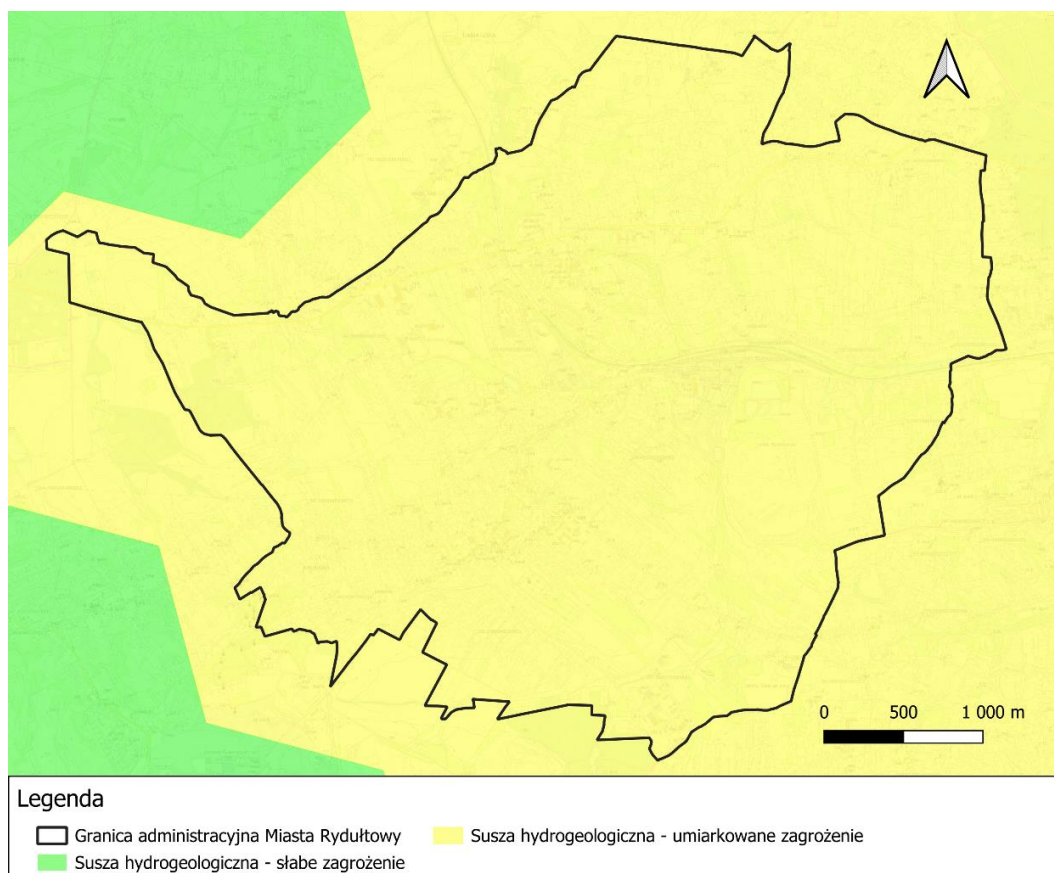 0 500 1 000 m
Legenda
Granica administracyjna Miasta Rydułtowy Susza hydrogeologiczna - umiarkowane zagrożenie
Susza hydrogeologiczna - słabe zagrożenie